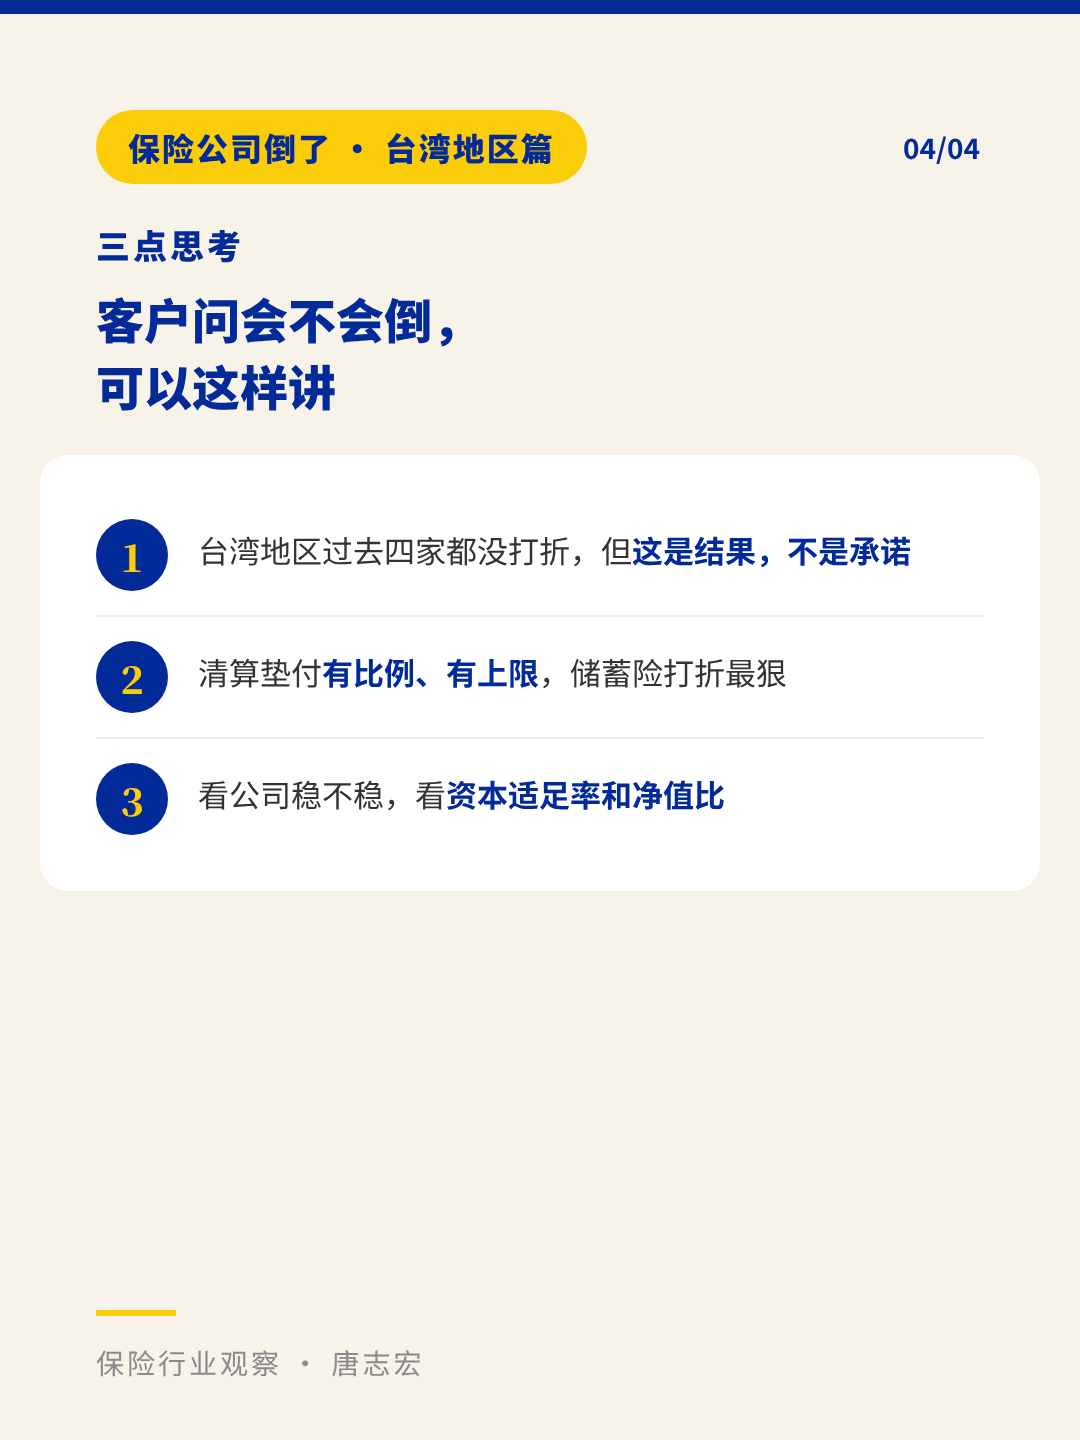 保险公司倒了 · 台湾地区篇
04/04
三点思考
客户问会不会倒，
可以这样讲
1 台湾地区过去四家都没打折，但这是结果，不是承诺
2 清算垫付有比例、有上限，储蓄险打折最狠
3 看公司稳不稳，看资本适足率和净值比
保险行业观察 · 唐志宏